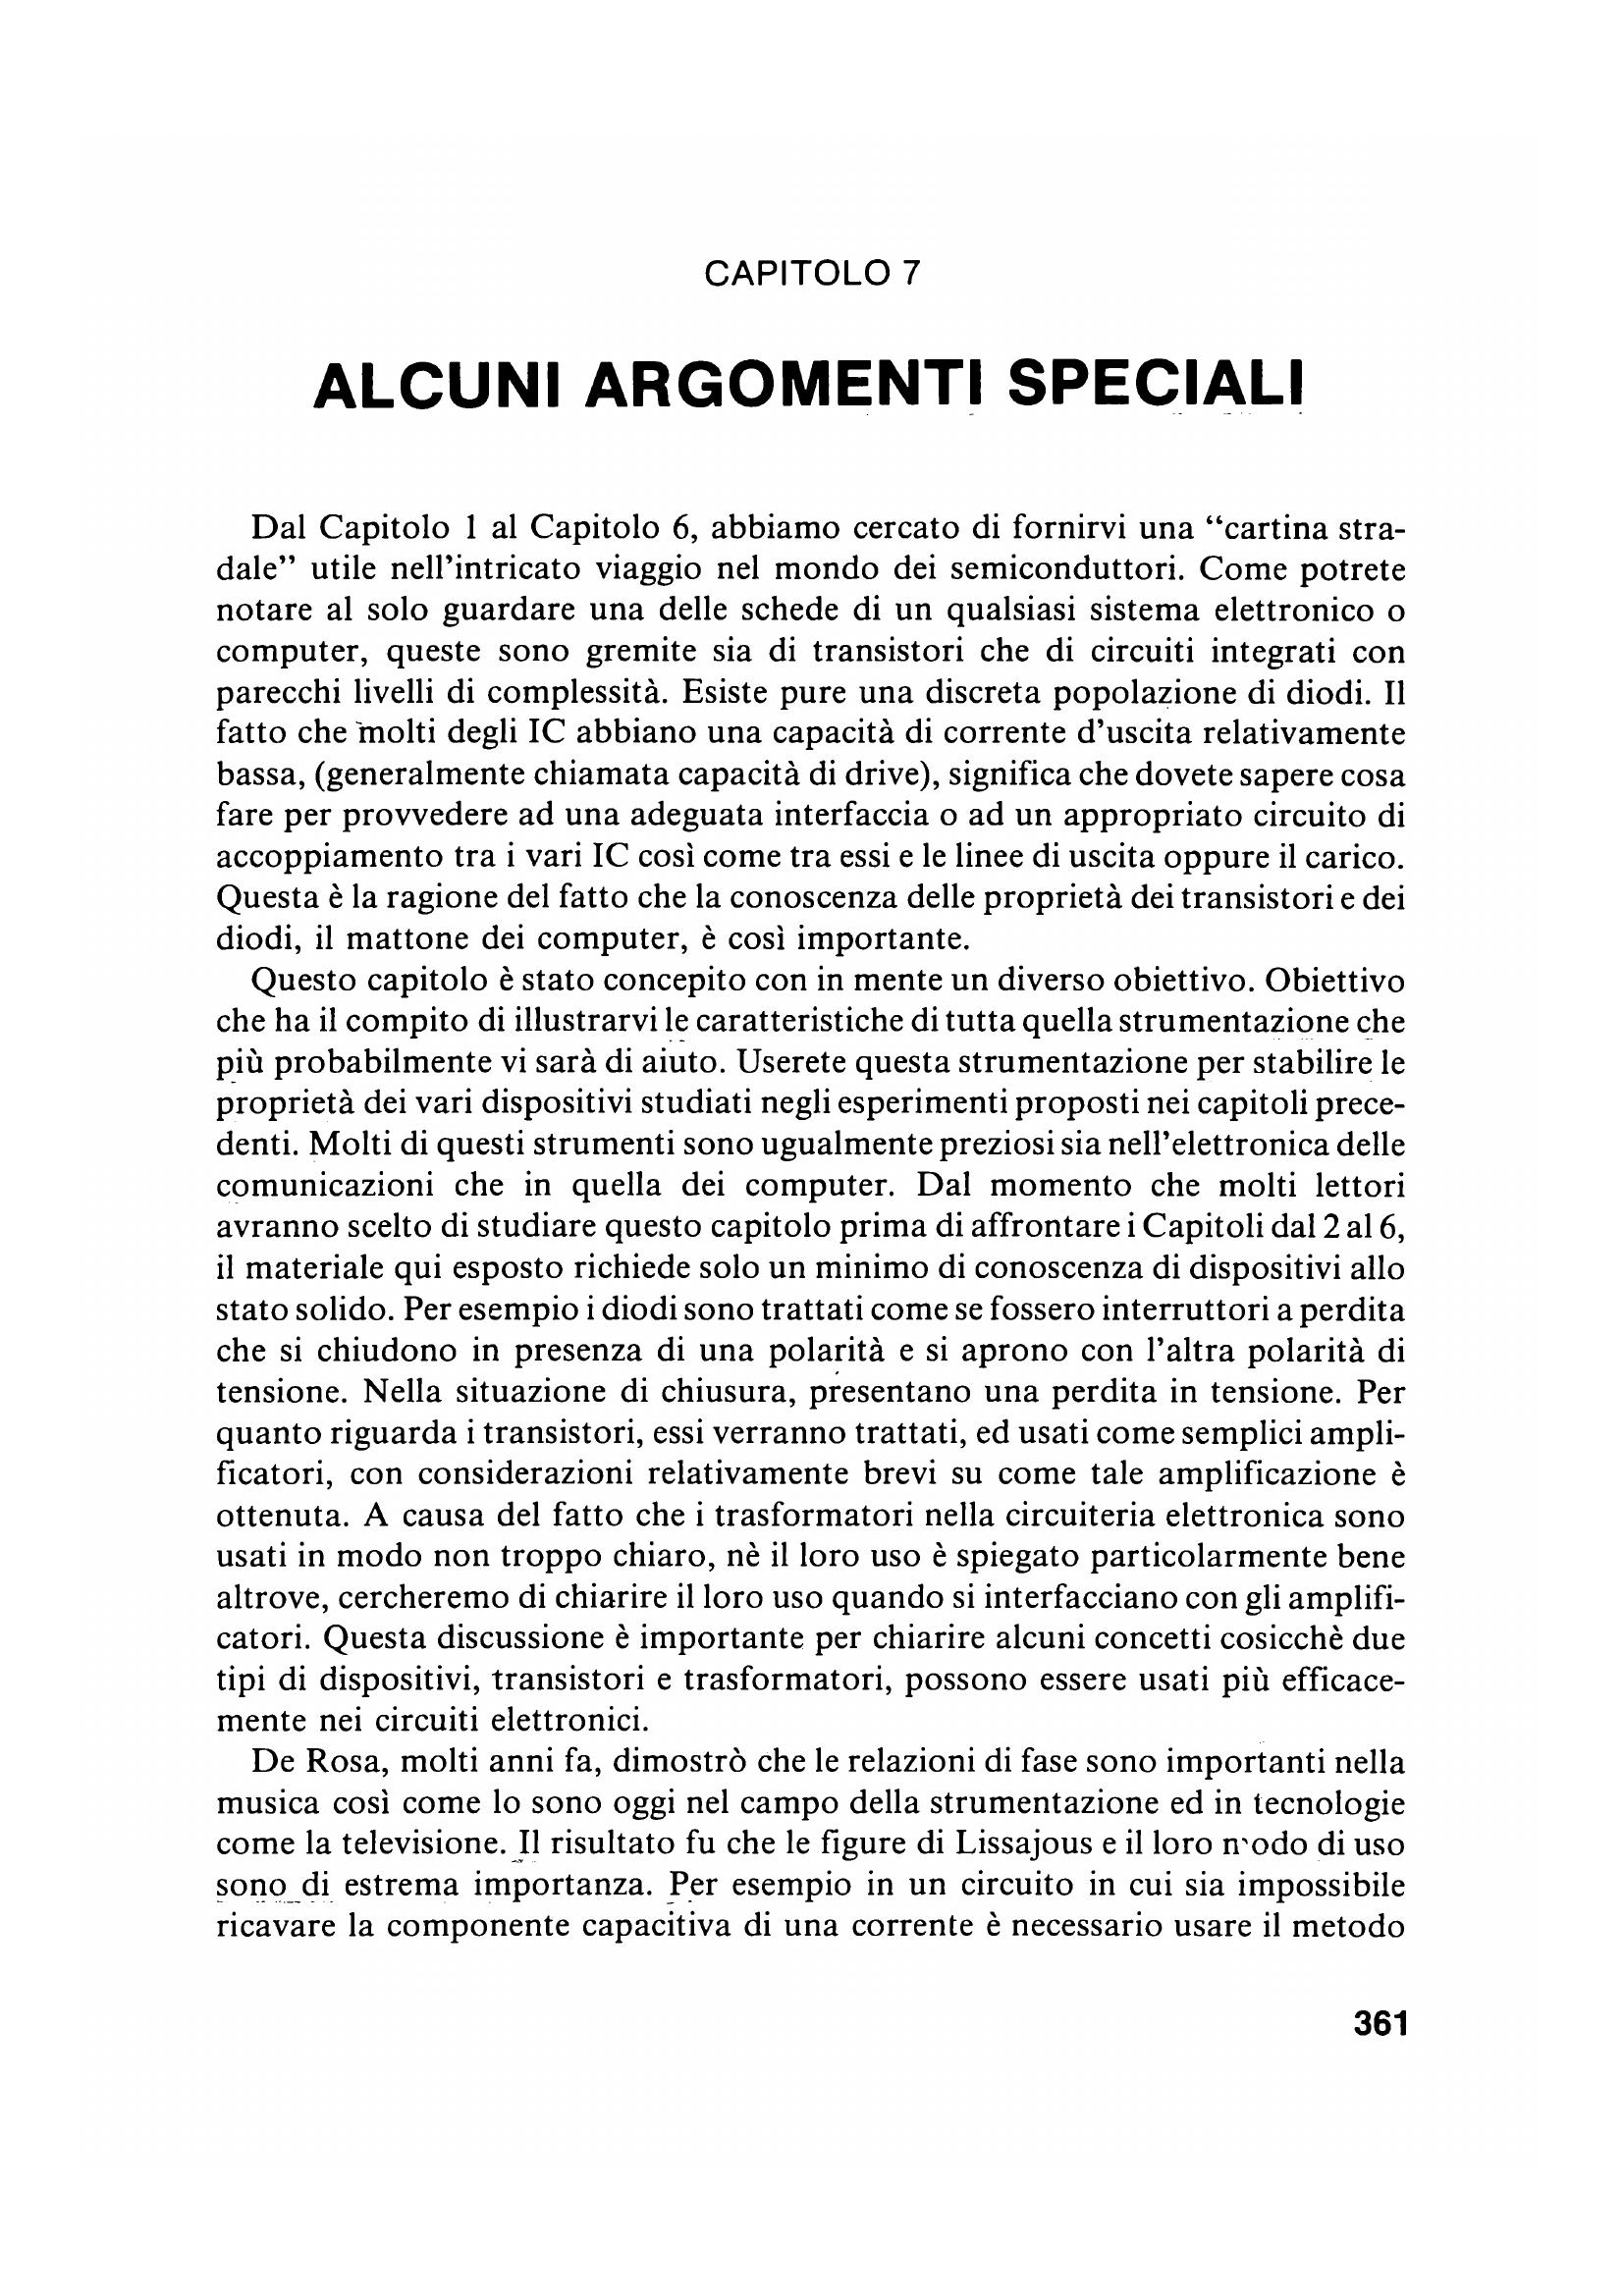 CAPITOLO 7
ALCUNI ARGOMENTI SPECIALI
Dal Capitolo 1 al Capitolo 6, abbiamo cercato di fornirvi una “cartina stra-
dale” utile nell’intricato viaggio nel mondo dei semiconduttori. Come potrete
notare al solo guardare una delle schede di un qualsiasi sistema elettronico o
computer, queste sono gremite sia di transistori che di circuiti integrati con
parecchi livelli di complessità. Esiste pure una discreta popolazione di diodi. Il
fatto che molti degli IC abbiano una capacità di corrente d’uscita relativamente
bassa, (generalmente chiamata capacità di drive), significa che dovete sapere cosa
fare per provvedere ad una adeguata interfaccia o ad un appropriato circuito di
accoppiamento tra i vari IC così come tra essi e le linee di uscita oppure il carico.
Questa è la ragione del fatto che la conoscenza delle proprietà dei transistori e dei
diodi, il mattone dei computer, è così importante.
Questo capitolo è stato concepito con in mente un diverso obiettivo. Obiettivo
che ha il compito di illustrarvi le caratteristiche di tutta quella strumentazione che
più probabilmente vi sarà di aiuto. Userete questa strumentazione per stabilire le
proprietà dei vari dispositivi studiati negli esperimenti proposti nei capitoli prece-
denti. Molti di questi strumenti sono ugualmente preziosi sia nell’elettronica delle
comunicazioni che in quella dei computer. Dal momento che molti lettori
avranno scelto di studiare questo capitolo prima di affrontare i Capitoli dal 2 al 6,
il materiale qui esposto richiede solo un minimo di conoscenza di dispositivi allo
stato solido. Per esempio i diodi sono trattati come se fossero interruttori a perdita
che si chiudono in presenza di una polarità e si aprono con l’altra polarità di
tensione. Nella situazione di chiusura, presentano una perdita in tensione. Per
quanto riguarda i transistori, essi verranno trattati, ed usati come semplici ampli-
ficatori, con considerazioni relativamente brevi su come tale amplificazione è
ottenuta. A causa del fatto che i trasformatori nella circuiteria elettronica sono
usati in modo non troppo chiaro, nè il loro uso è spiegato particolarmente bene
altrove, cercheremo di chiarire il loro uso quando si interfacciano con gli amplifi-
catori. Questa discussione è importante per chiarire alcuni concetti cosicchè due
tipi di dispositivi, transistori e trasformatori, possono essere usati più efficace-
mente nei circuiti elettronici.
De Rosa, molti anni fa, dimostrò che le relazioni di fase sono importanti nella
musica così come lo sono oggi nel campo della strumentazione ed in tecnologie
come la televisione. Il risultato fu che le figure di Lissajous e il loro modo di uso
sono di estrema importanza. Per esempio in un circuito in cui sia impossibile
ricavare la componente capacitiva di una corrente è necessario usare il metodo
361